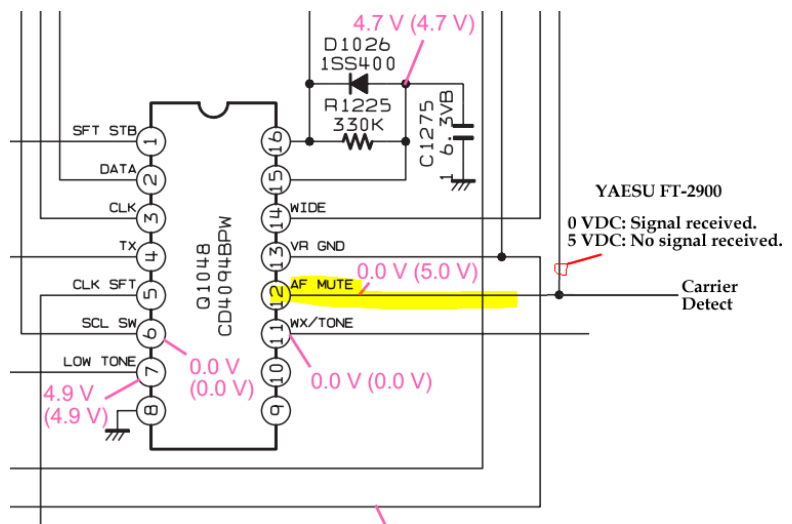 4.7 V (4.7 V)
D1026
1SS400
R1225
330K
C1275
1 6.3VB
SFT STB
1
16
DATA
2
15
CLK
3
14
WIDE
TX
4
13
VR GND
CLK SFT
5
12
AF MUTE
0.0 V (5.0 V)
SCL SW
6
11
WX/TONE
LOW TONE
7
10
8
9
Q1048
CD4094BPW
0.0 V
(0.0 V)
0.0 V (0.0 V)
4.9 V
(4.9 V)
YAESU FT-2900
0 VDC: Signal received.
5 VDC: No signal received.
Carrier
Detect